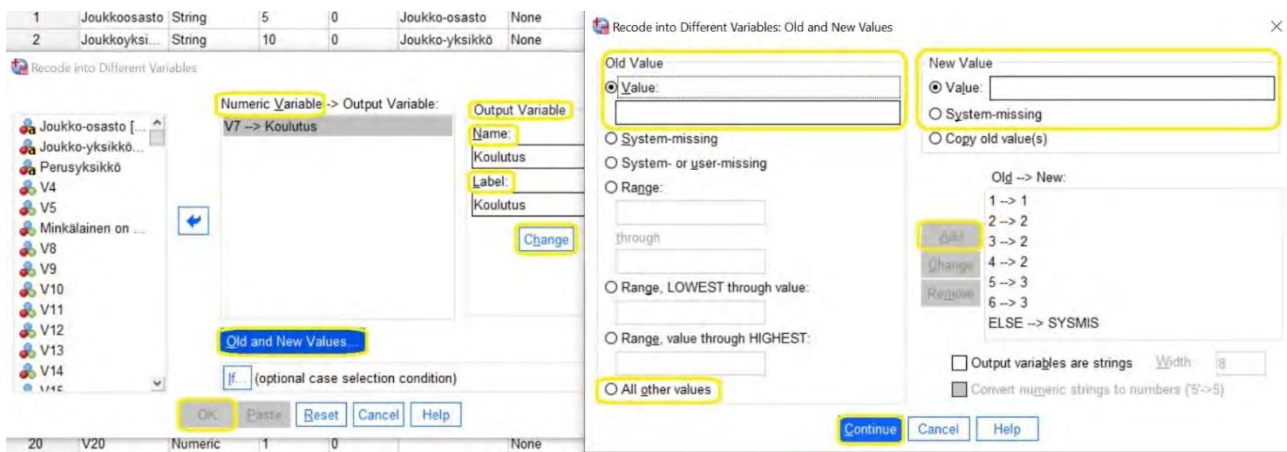 1 Joukkoosasto String 5 0 Joukko-osasto None
2 Joukkoyksi... String 10 0 Joukko-yksikkö None
Recode into Different Variables
Joukko-osasto [...
Joukko-yksikkö...
Perusyksikkö
V4
V5
Minkälainen on ...
V8
V9
V10
V11
V12
V13
V14
V15
Numeric Variable -> Output Variable:
V7 --> Koulutus
Output Variable
Name:
Koulutus
Label:
Koulutus
Change
Old and New Values...
If... (optional case selection condition)
OK Paste Reset Cancel Help
20 V20 Numeric 1 0 None
Recode into Different Variables: Old and New Values
Old Value
Value:
System-missing
System- or user-missing
Range:
through
Range, LOWEST through value:
Range, value through HIGHEST:
All other values
New Value
Value:
System-missing
Copy old value(s)
Old --> New:
Add
Change
Remove
1 --> 1
2 --> 2
3 --> 2
4 --> 2
5 --> 3
6 --> 3
ELSE --> SYSMIS
Output variables are strings Width: 8
Convert numeric strings to numbers ('5'->5)
Continue Cancel Help